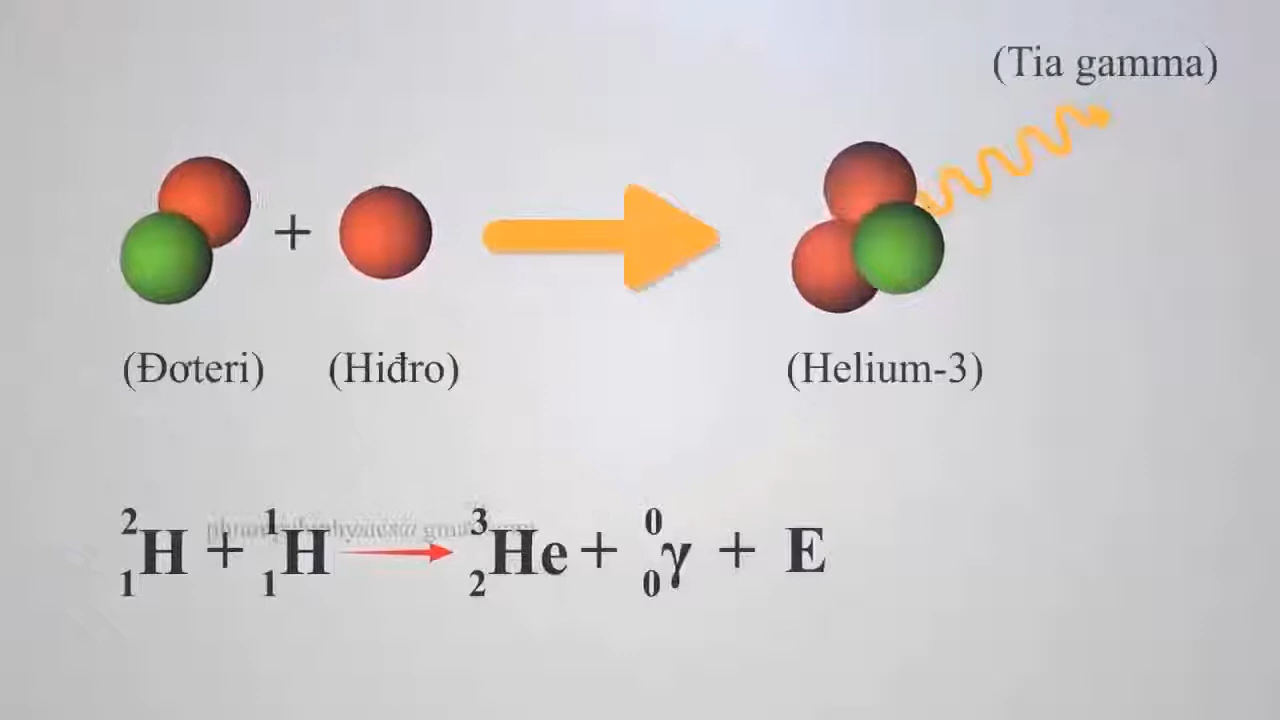 (Tia gamma)
+
(Đơteri) (Hiđro) (Helium-3)
²₁H + ¹₁H → ³₂He + ⁰₀γ + E